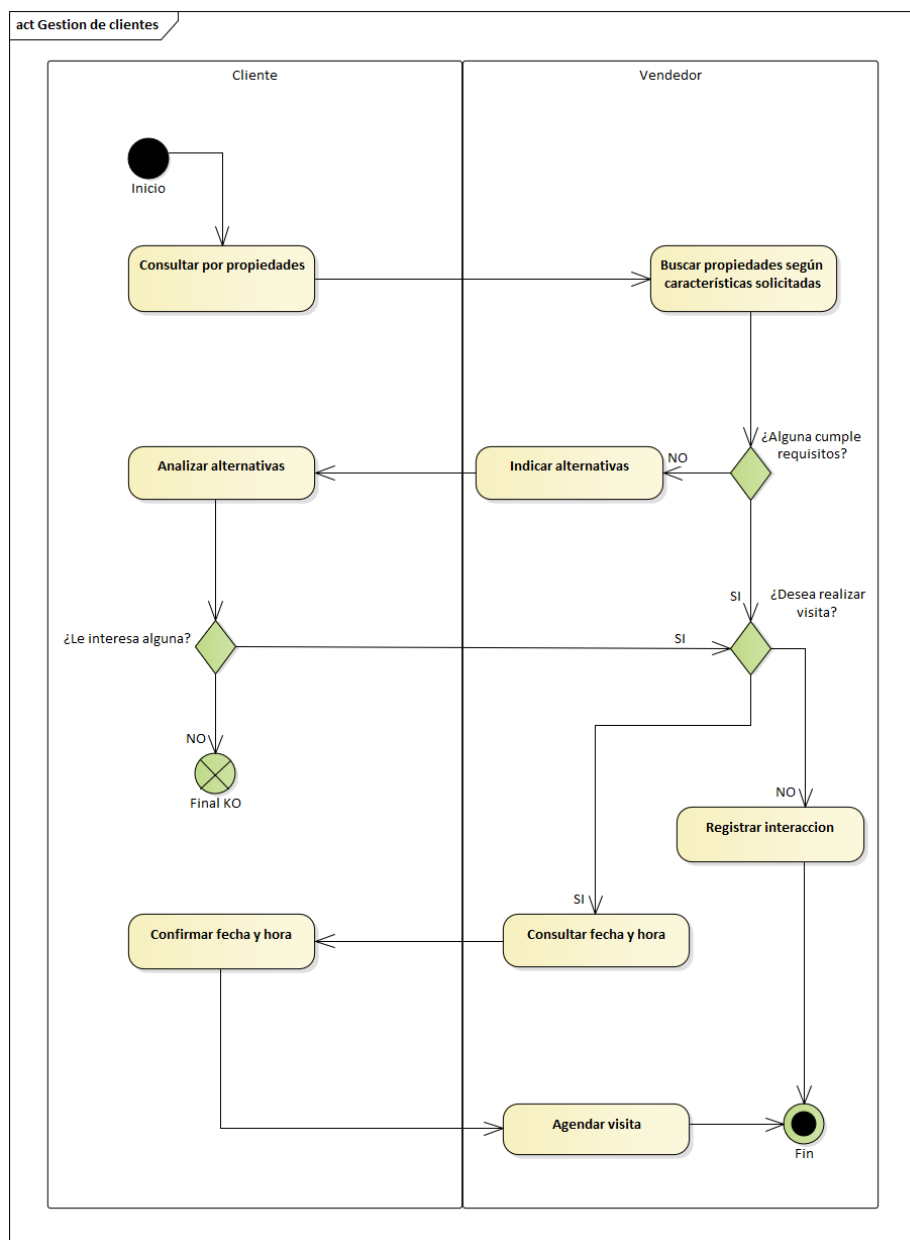 act Gestion de clientes
Cliente
Vendedor
Inicio
Consultar por propiedades
Buscar propiedades según
características solicitadas
¿Alguna cumple
requisitos?
Analizar alternativas
Indicar alternativas
NO
SI
¿Desea realizar
visita?
¿Le interesa alguna?
SI
NO
Final KO
NO
Registrar interaccion
SI
Confirmar fecha y hora
Consultar fecha y hora
Agendar visita
Fin